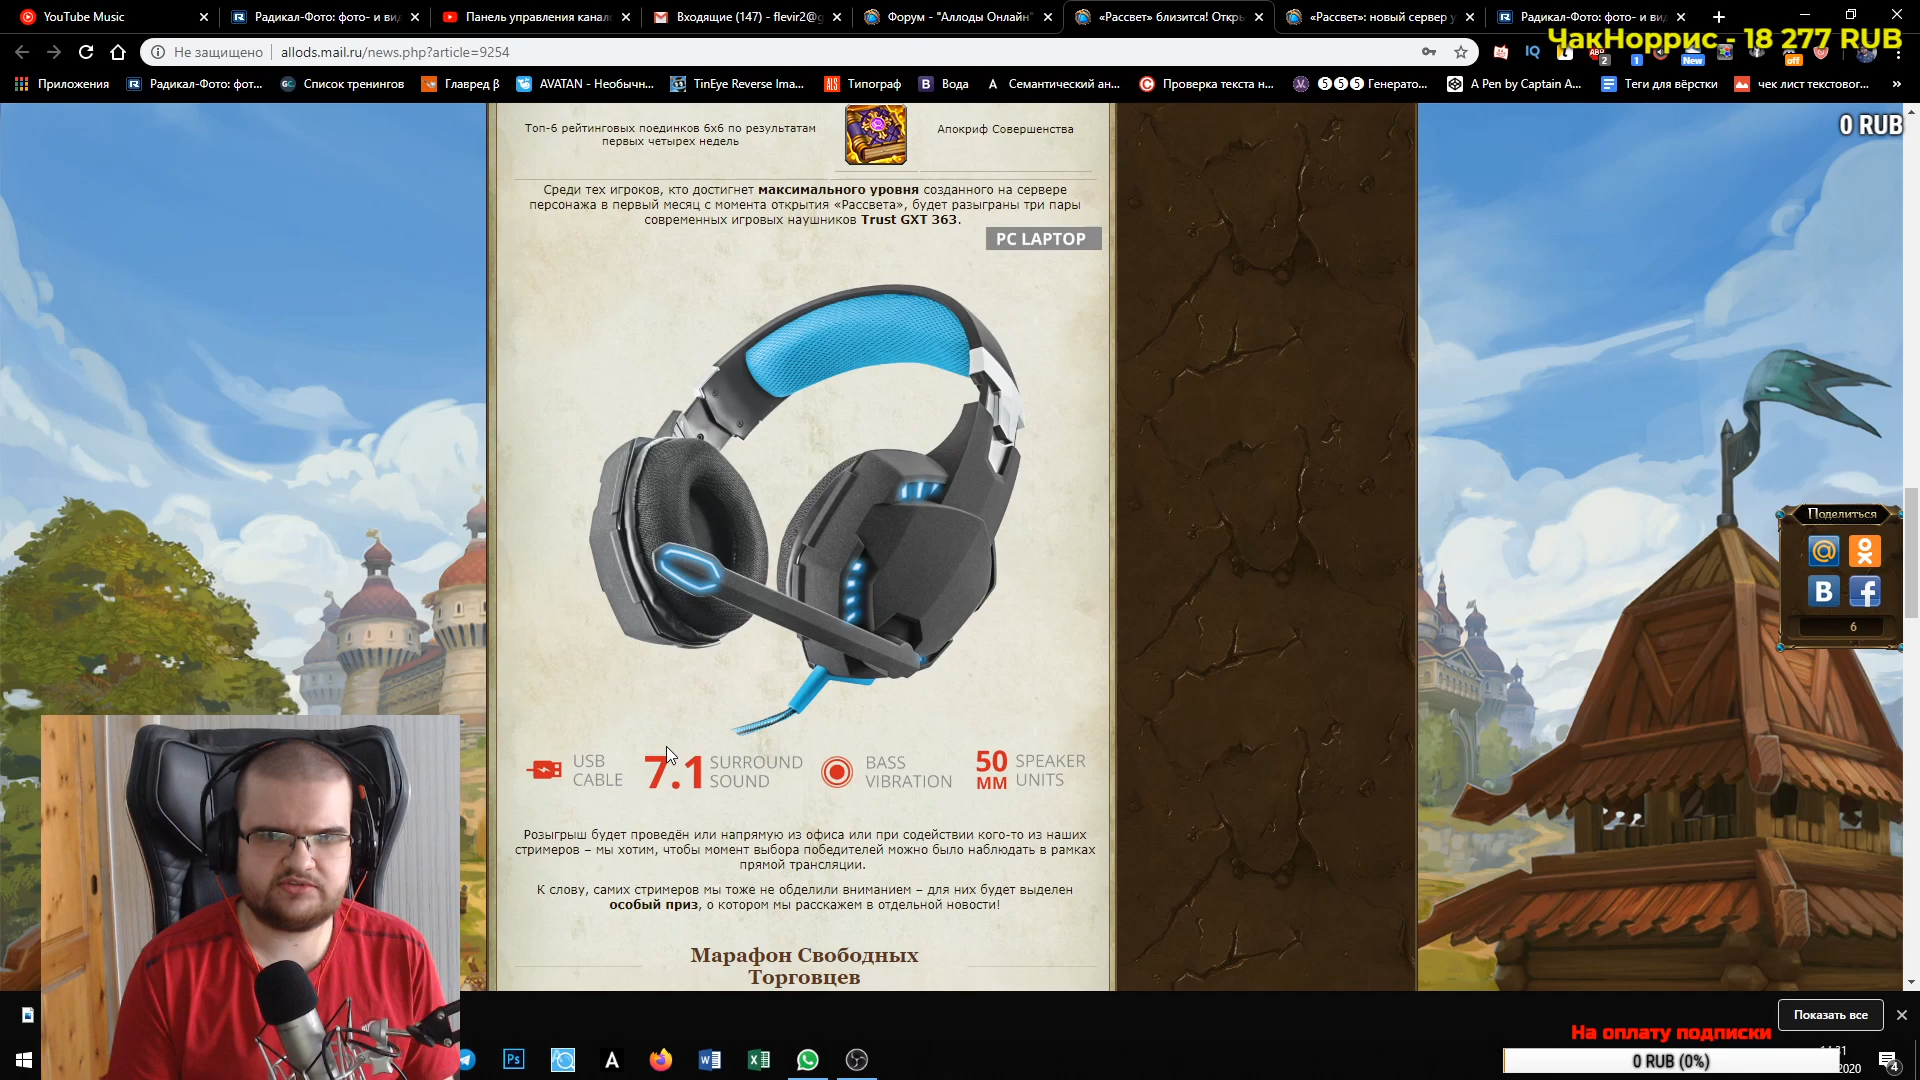 YouTube Music
Радикал-Фото: фото- и ви
Панель управления канал
Входящие (147) - flevir2@g
Форум - "Аллоды Онлайн"
«Рассвет» близится! Откры
«Рассвет»: новый сервер у
Радикал-Фото: фото- и ви
Не защищено
allods.mail.ru/news.php?article=9254
ЧакНоррис - 18 277 RUB
Приложения
Радикал-Фото: фот...
Список тренингов
Главред β
AVATAN - Необычн...
TinEye Reverse Ima...
Типограф
Вода
Семантический ан...
Проверка текста н...
5 5 5 Генерато...
A Pen by Captain A...
Теги для вёрстки
чек лист текстовог...
0 RUB
Топ-6 рейтинговых поединков 6x6 по результатам
первых четырех недель
Апокриф Совершенства
Среди тех игроков, кто достигнет максимального уровня созданного на сервере
персонажа в первый месяц с момента открытия «Рассвета», будет разыграны три пары
современных игровых наушников Trust GXT 363.
PC LAPTOP
Поделиться
6
USB
CABLE
7.1
SURROUND
SOUND
BASS
VIBRATION
50
MM
SPEAKER
UNITS
Розыгрыш будет проведён или напрямую из офиса или при содействии кого-то из наших
стримеров – мы хотим, чтобы момент выбора победителей можно было наблюдать в рамках
прямой трансляции.
К слову, самих стримеров мы тоже не обделили вниманием – для них будет выделен
особый приз, о котором мы расскажем в отдельной новости!
Марафон Свободных
Торговцев
Показать все
На оплату подписки
0 RUB (0%)
2020
4